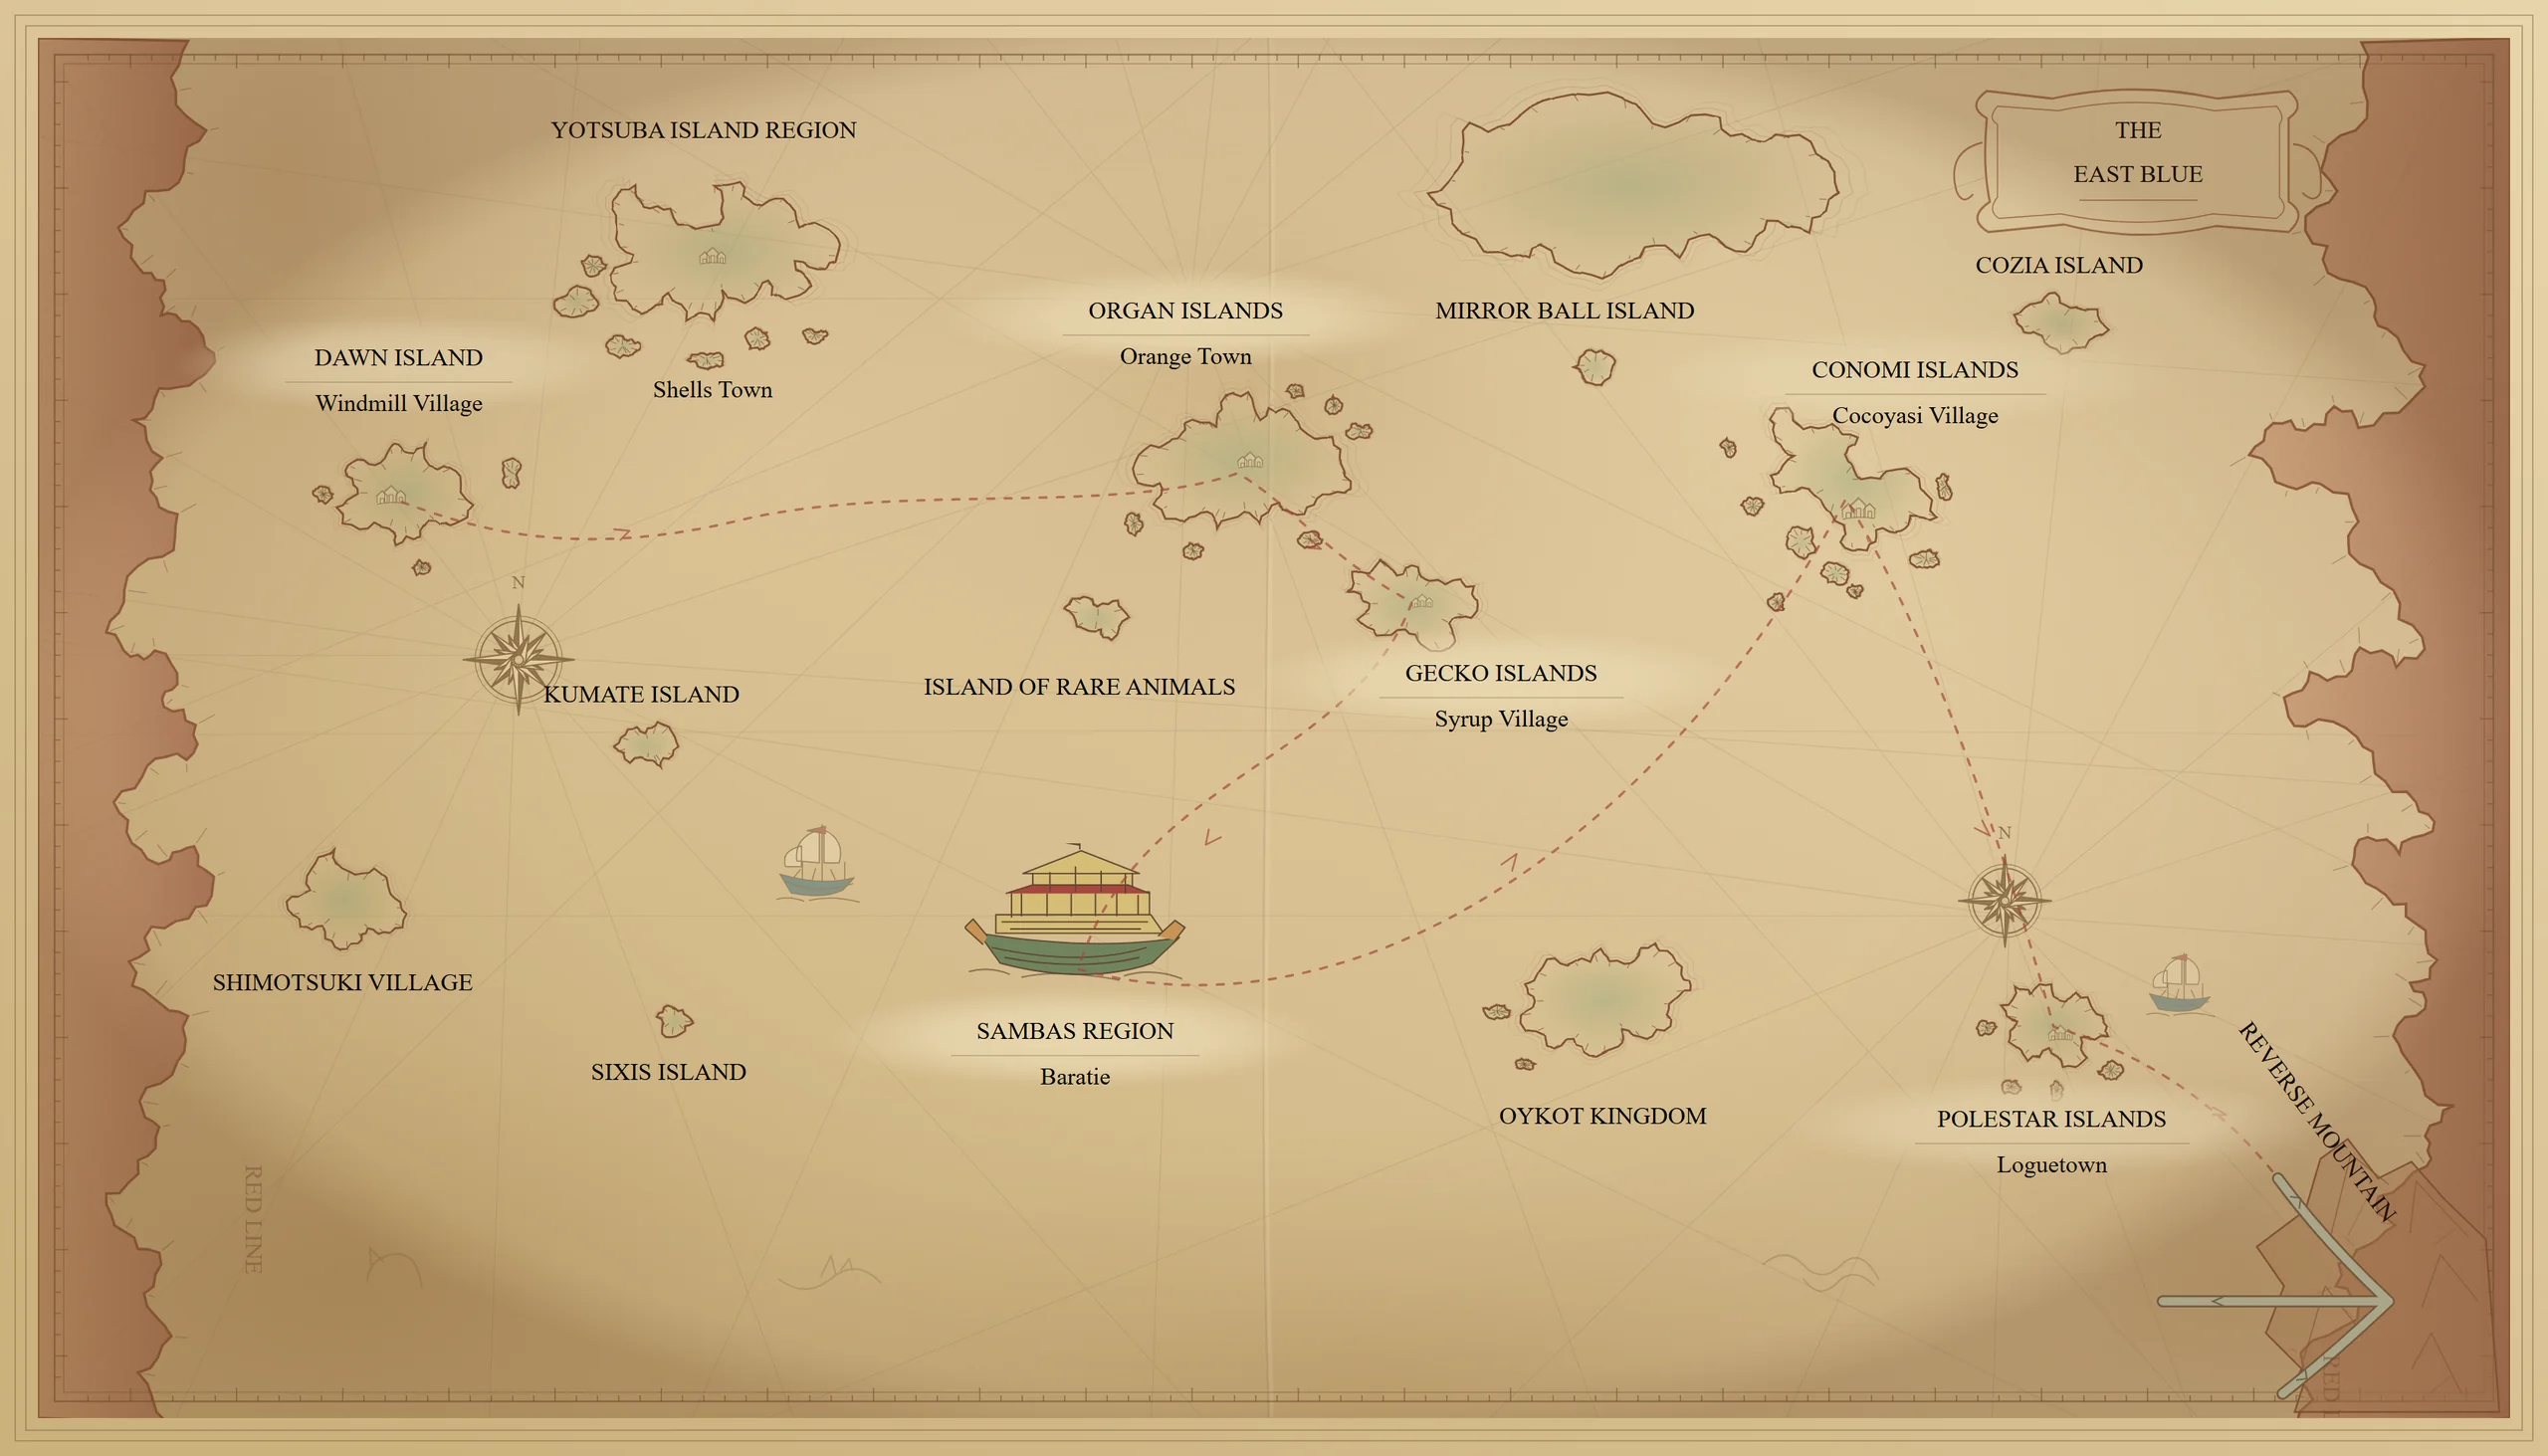 YOTSUBA ISLAND REGION
THE
EAST BLUE
COZIA ISLAND
ORGAN ISLANDS
Orange Town
MIRROR BALL ISLAND
DAWN ISLAND
Windmill Village
Shells Town
CONOMI ISLANDS
Cocoyasi Village
N
KUMATE ISLAND
ISLAND OF RARE ANIMALS
GECKO ISLANDS
Syrup Village
N
SHIMOTSUKI VILLAGE
SIXIS ISLAND
SAMBAS REGION
Baratie
OYKOT KINGDOM
POLESTAR ISLANDS
Loguetown
REVERSE MOUNTAIN
RED LINE
RED L